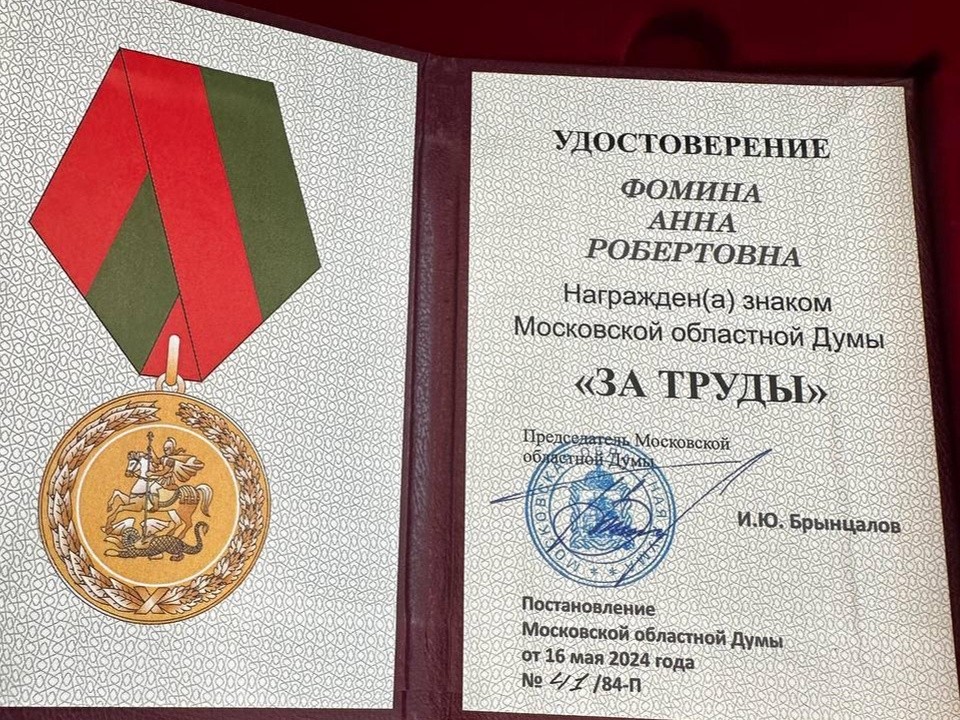 УДОСТОВЕРЕНИЕ
ФОМИНА
АННА
РОБЕРТОВНА
Награжден(а) знаком
Московской областной Думы
«ЗА ТРУДЫ»
Председатель Московской
областной Думы
И.Ю. Брынцалов
Постановление
Московской областной Думы
от 16 мая 2024 года
№ 41 /84-П